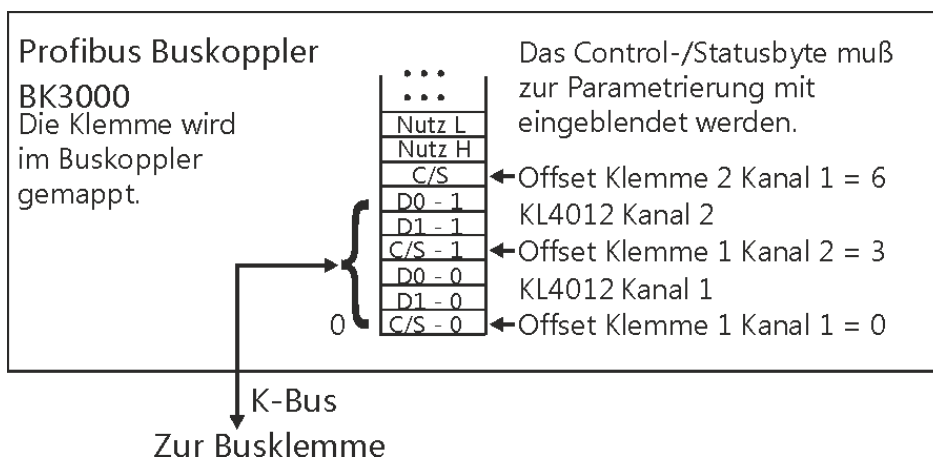 Profibus Buskoppler
BK3000
Die Klemme wird
im Buskoppler
gemappt.
Das Control-/Statusbyte muß
zur Parametrierung mit
eingeblendet werden.
Nutz L
Nutz H
C/S
Offset Klemme 2 Kanal 1 = 6
D0 - 1
KL4012 Kanal 2
D1 - 1
C/S - 1
Offset Klemme 1 Kanal 2 = 3
D0 - 0
KL4012 Kanal 1
D1 - 0
0
C/S - 0
Offset Klemme 1 Kanal 1 = 0
K-Bus
Zur Busklemme